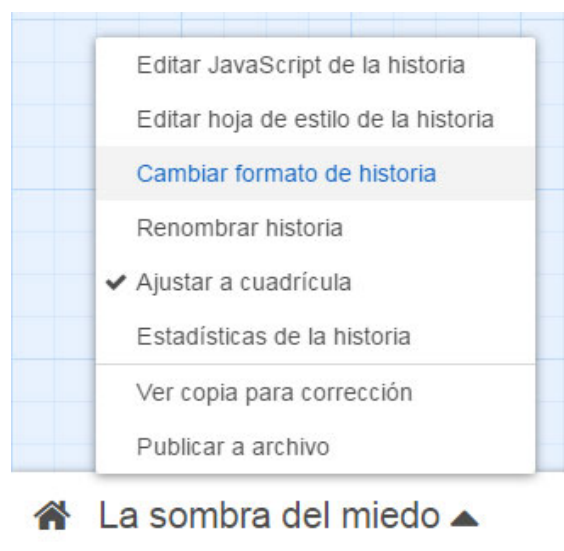 Editar JavaScript de la historia
Editar hoja de estilo de la historia
Cambiar formato de historia
Renombrar historia
Ajustar a cuadrícula
Estadísticas de la historia
Ver copia para corrección
Publicar a archivo
La sombra del miedo